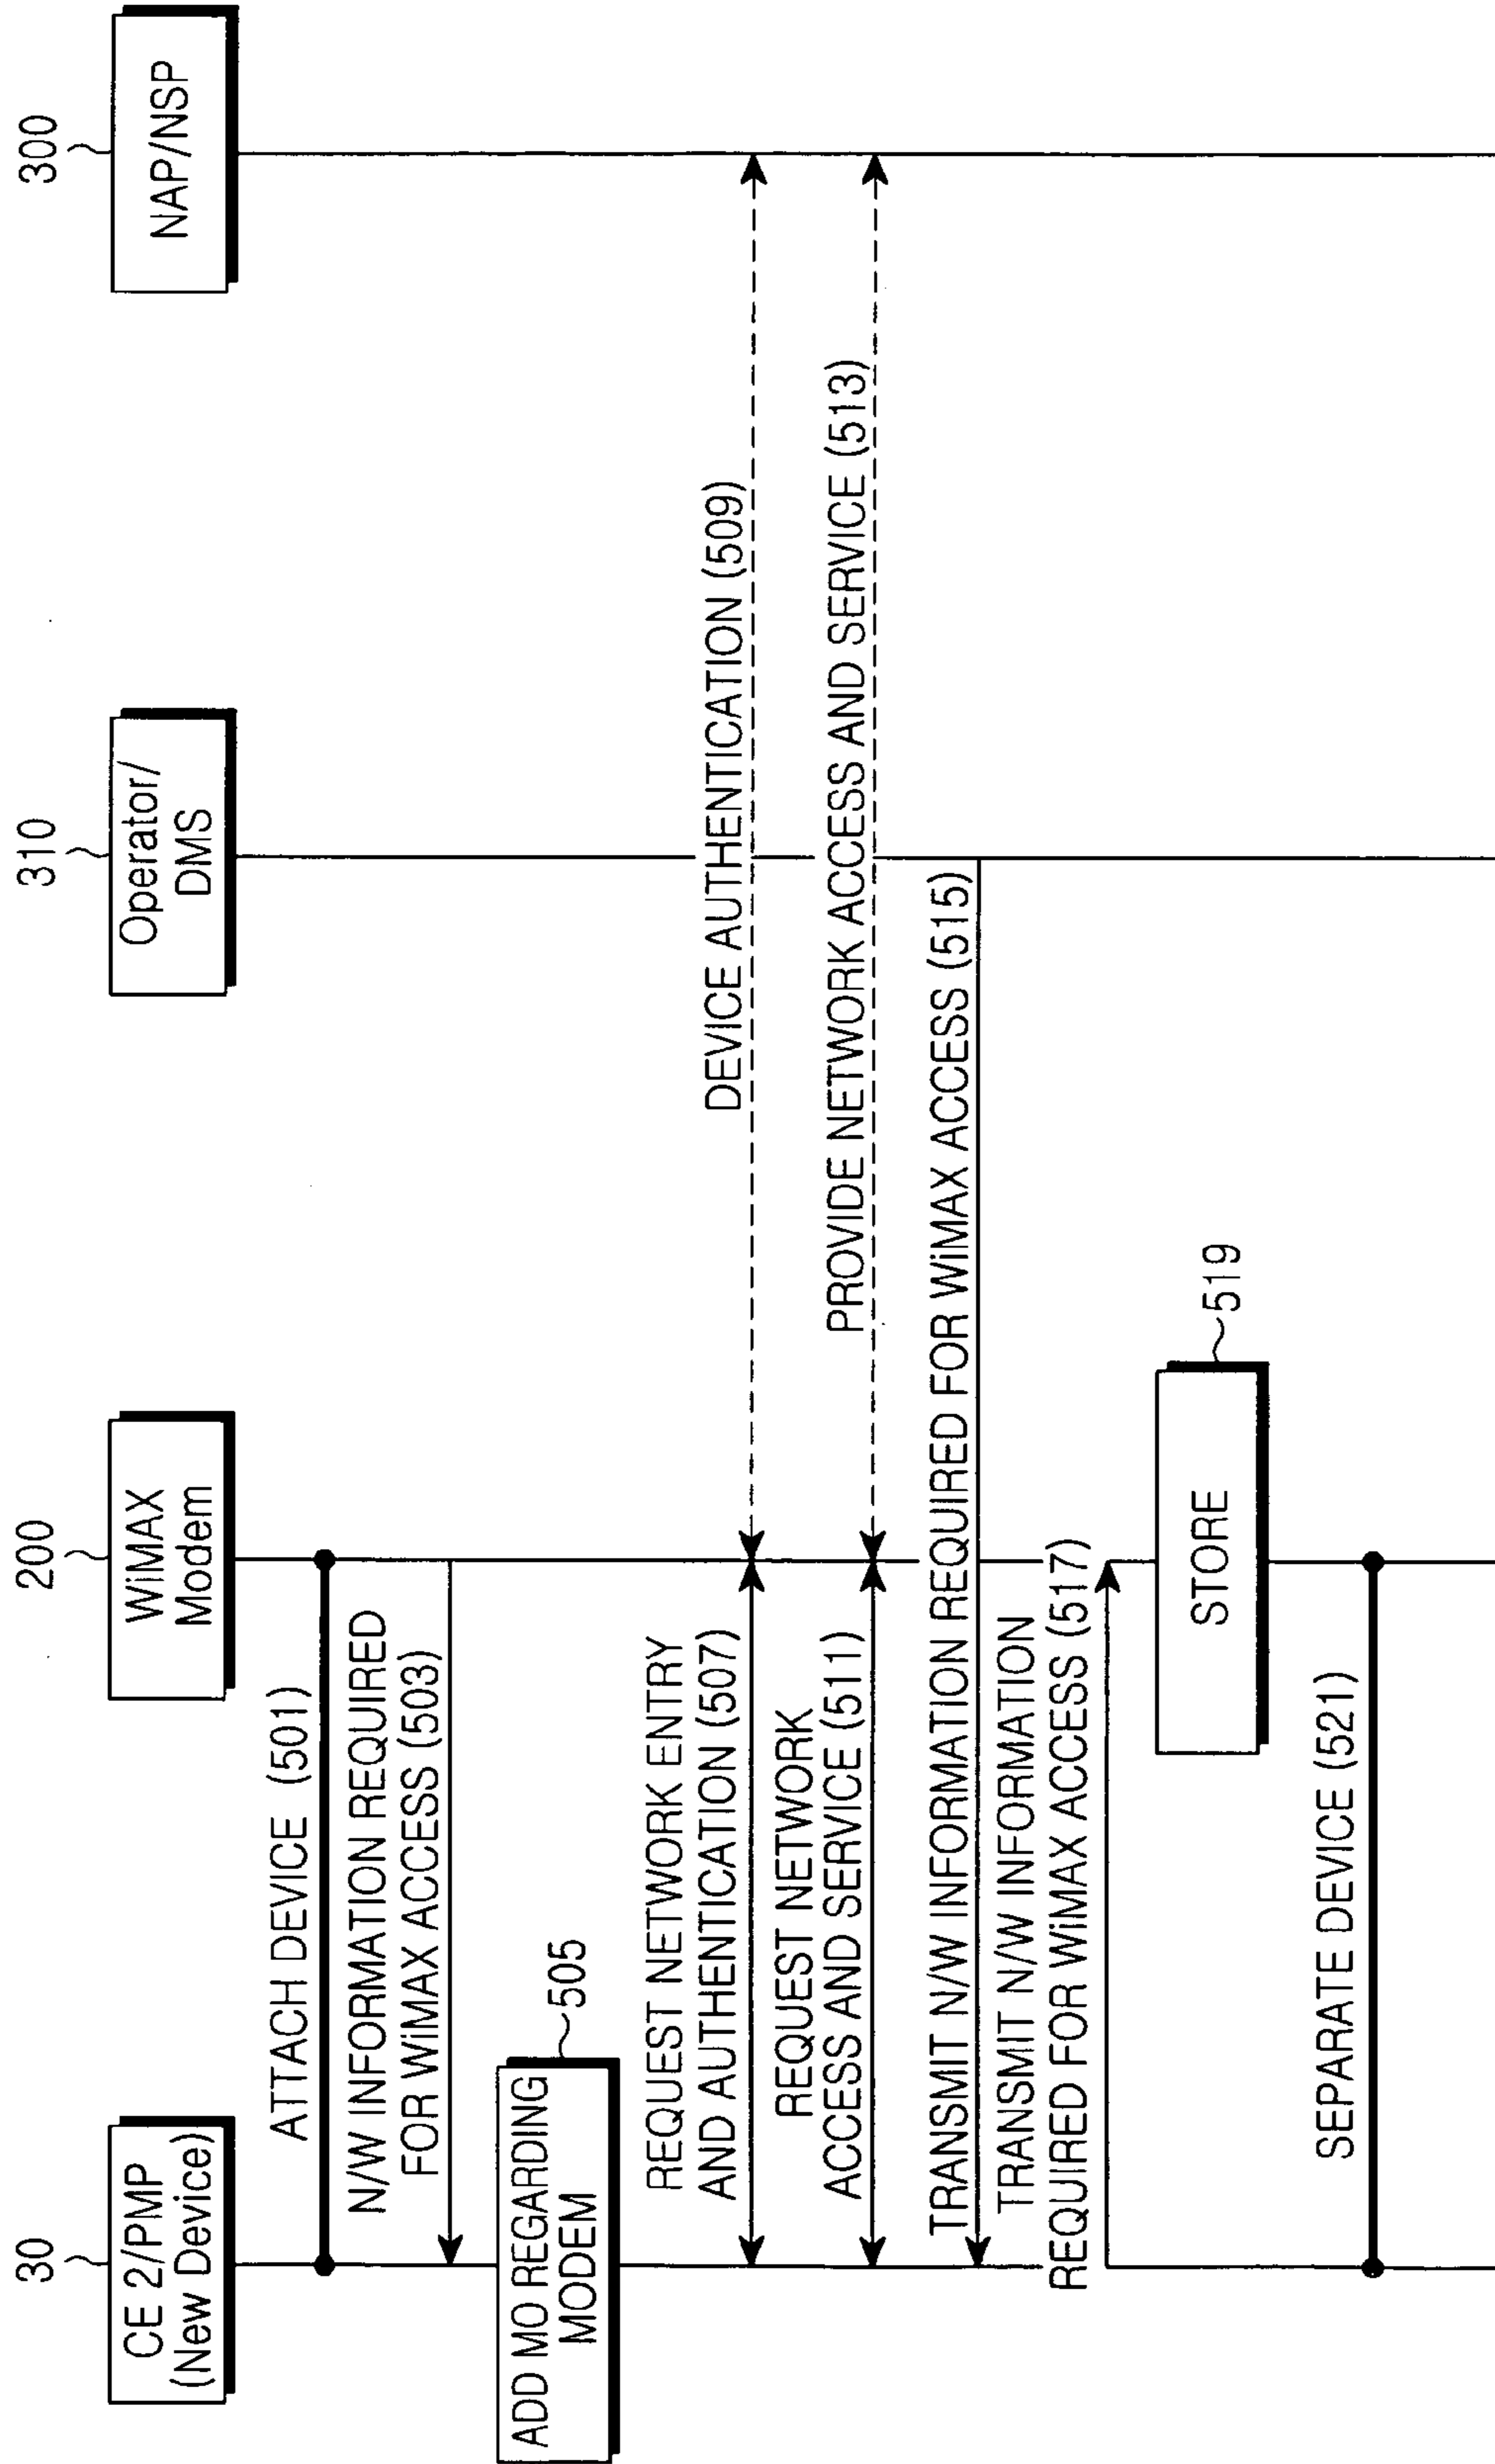 30
CE 2/PMP
(New Device)
200
WiMAX
Modem
310
Operator/
DMS
300
NAP/NSP
ATTACH DEVICE (501)
N/W INFORMATION REQUIRED
FOR WiMAX ACCESS (503)
ADD MO REGARDING
MODEM
505
REQUEST NETWORK ENTRY
AND AUTHENTICATION (507)
DEVICE AUTHENTICATION (509)
REQUEST NETWORK
ACCESS AND SERVICE (511)
PROVIDE NETWORK ACCESS AND SERVICE (513)
TRANSMIT N/W INFORMATION REQUIRED FOR WiMAX ACCESS (515)
TRANSMIT N/W INFORMATION
REQUIRED FOR WiMAX ACCESS (517)
STORE
519
SEPARATE DEVICE (521)